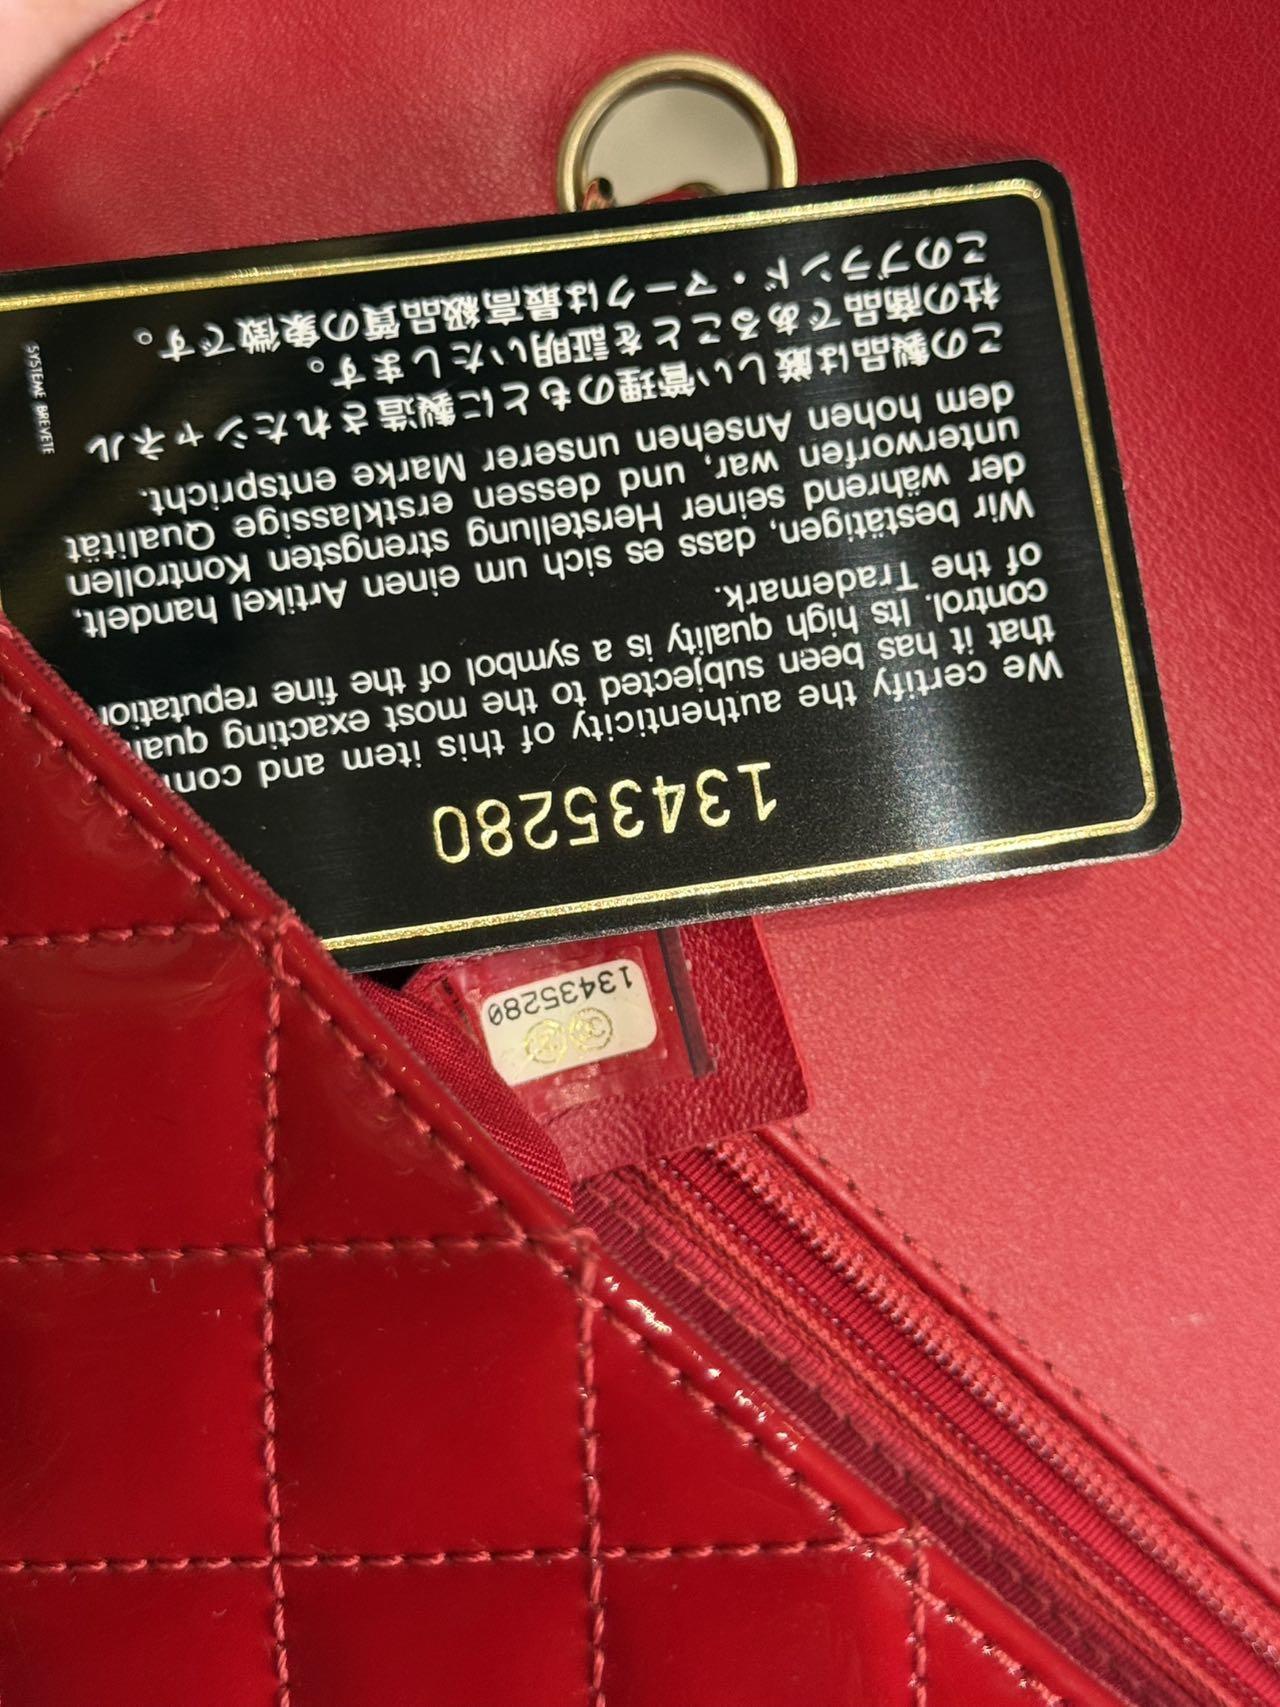 13435280
13435280
We certify the authenticity of this item and con
that it has been subjected to the most exacting qual
control. Its high quality is a symbol of the fine reputation
of the Trademark.
Wir bestätigen, dass es sich um einen Artikel handelt,
der während seiner Herstellung strengsten Kontrollen
unterworfen war, und dessen erstklassige Qualität
dem hohen Ansehen unserer Marke entspricht.
この製品は厳しい管理のもとに製造されたシャネル
社の商品であることを証明いたします。
このブランド・マークは最高級品質の象徴です。
SYSTEME BREVETE